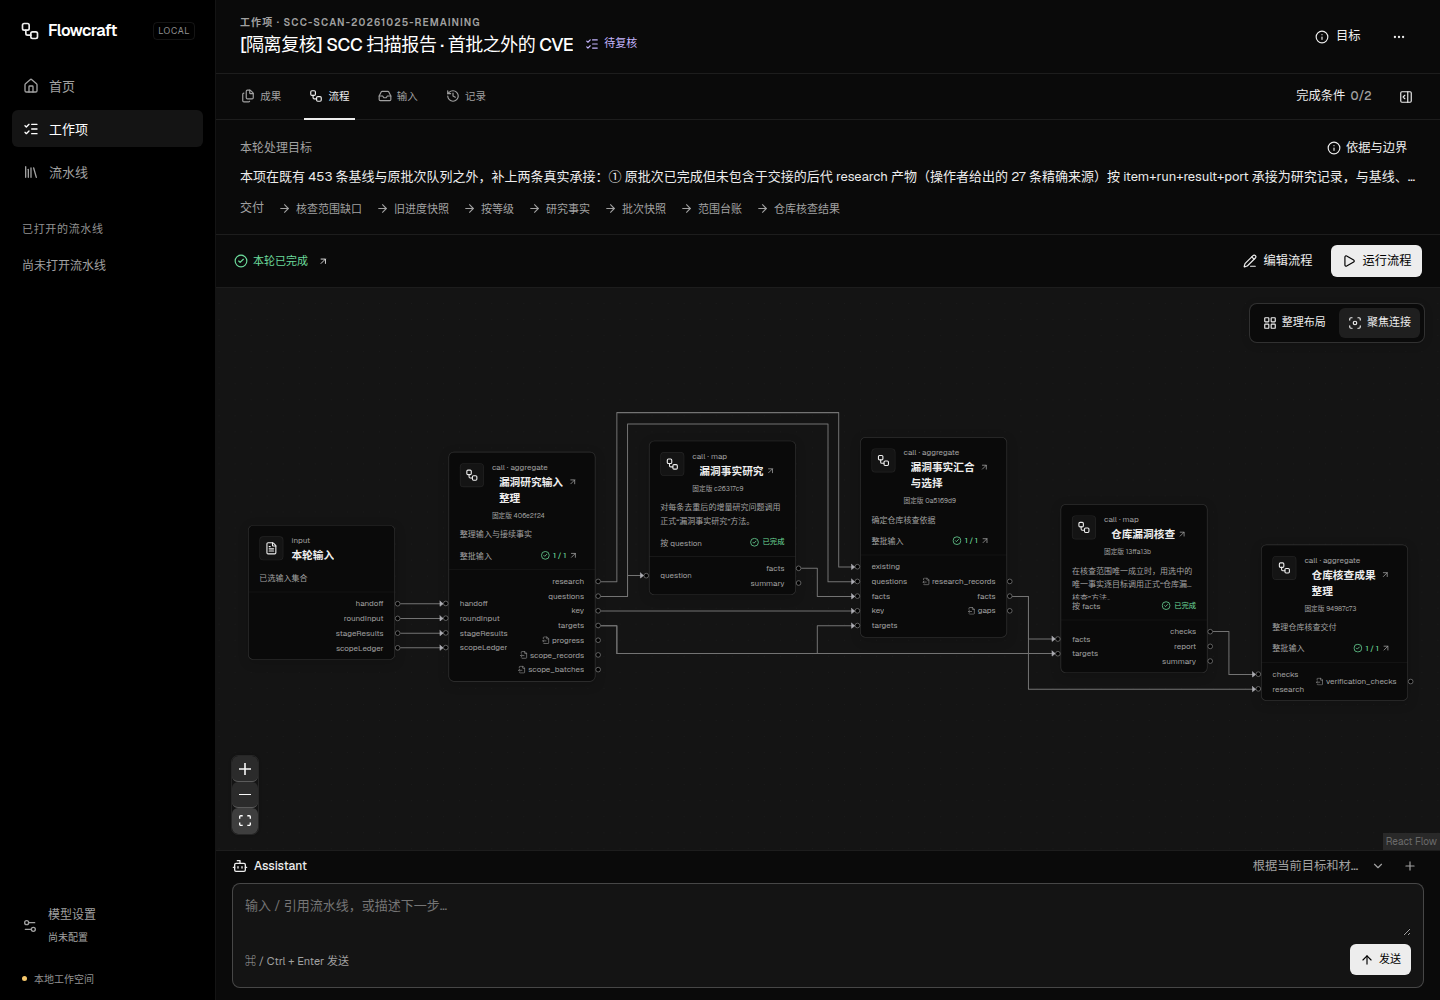 Flowcraft
LOCAL
首页
工作项
流水线
已打开的流水线
尚未打开流水线
模型设置
尚未配置
本地工作空间
工作项 · SCC-SCAN-20261025-REMAINING
[隔离复核] SCC 扫描报告 · 首批之外的 CVE
待复核
目标
成果
流程
输入
记录
完成条件 0/2
本轮处理目标
依据与边界
本项在既有 453 条基线与原批次队列之外，补上两条真实承接：① 原批次已完成但未包含于交接的后代 research 产物（操作者给出的 27 条精确来源）按 item+run+result+port 承接为研究记录，与基线、...
交付
核查范围缺口
旧进度快照
按等级
研究事实
批次快照
范围台账
仓库核查结果
本轮已完成
编辑流程
运行流程
整理布局
聚焦连接
input
本轮输入
已选输入集合
handoff
roundInput
stageResults
scopeLedger
call · aggregate
漏洞研究输入
整理
固定版 406e2f24
整理输入与接续事实
整批输入
1 / 1
research
questions
key
targets
progress
scope_records
scope_batches
handoff
roundInput
stageResults
scopeLedger
call · map
漏洞事实研究
固定版 c26317c9
对每条去重后的增量研究问题调用
正式“漏洞事实研究”方法。
按 question
已完成
facts
summary
question
call · aggregate
漏洞事实汇合
与选择
固定版 0a5169d9
确定仓库核查依据
整批输入
1 / 1
existing
questions
facts
key
targets
research_records
facts
gaps
call · map
仓库漏洞核查
固定版 13ffa13b
在核查范围唯一成立时，用选中的
唯一事实逐目标调用正式“仓库漏...
按 facts
已完成
checks
report
summary
facts
targets
call · aggregate
仓库核查成果
整理
固定版 94987c73
整理仓库核查交付
整批输入
1 / 1
checks
research
verification_checks
React Flow
Assistant
根据当前目标和材...
输入 / 引用流水线，或描述下一步...
⌘ / Ctrl + Enter 发送
发送